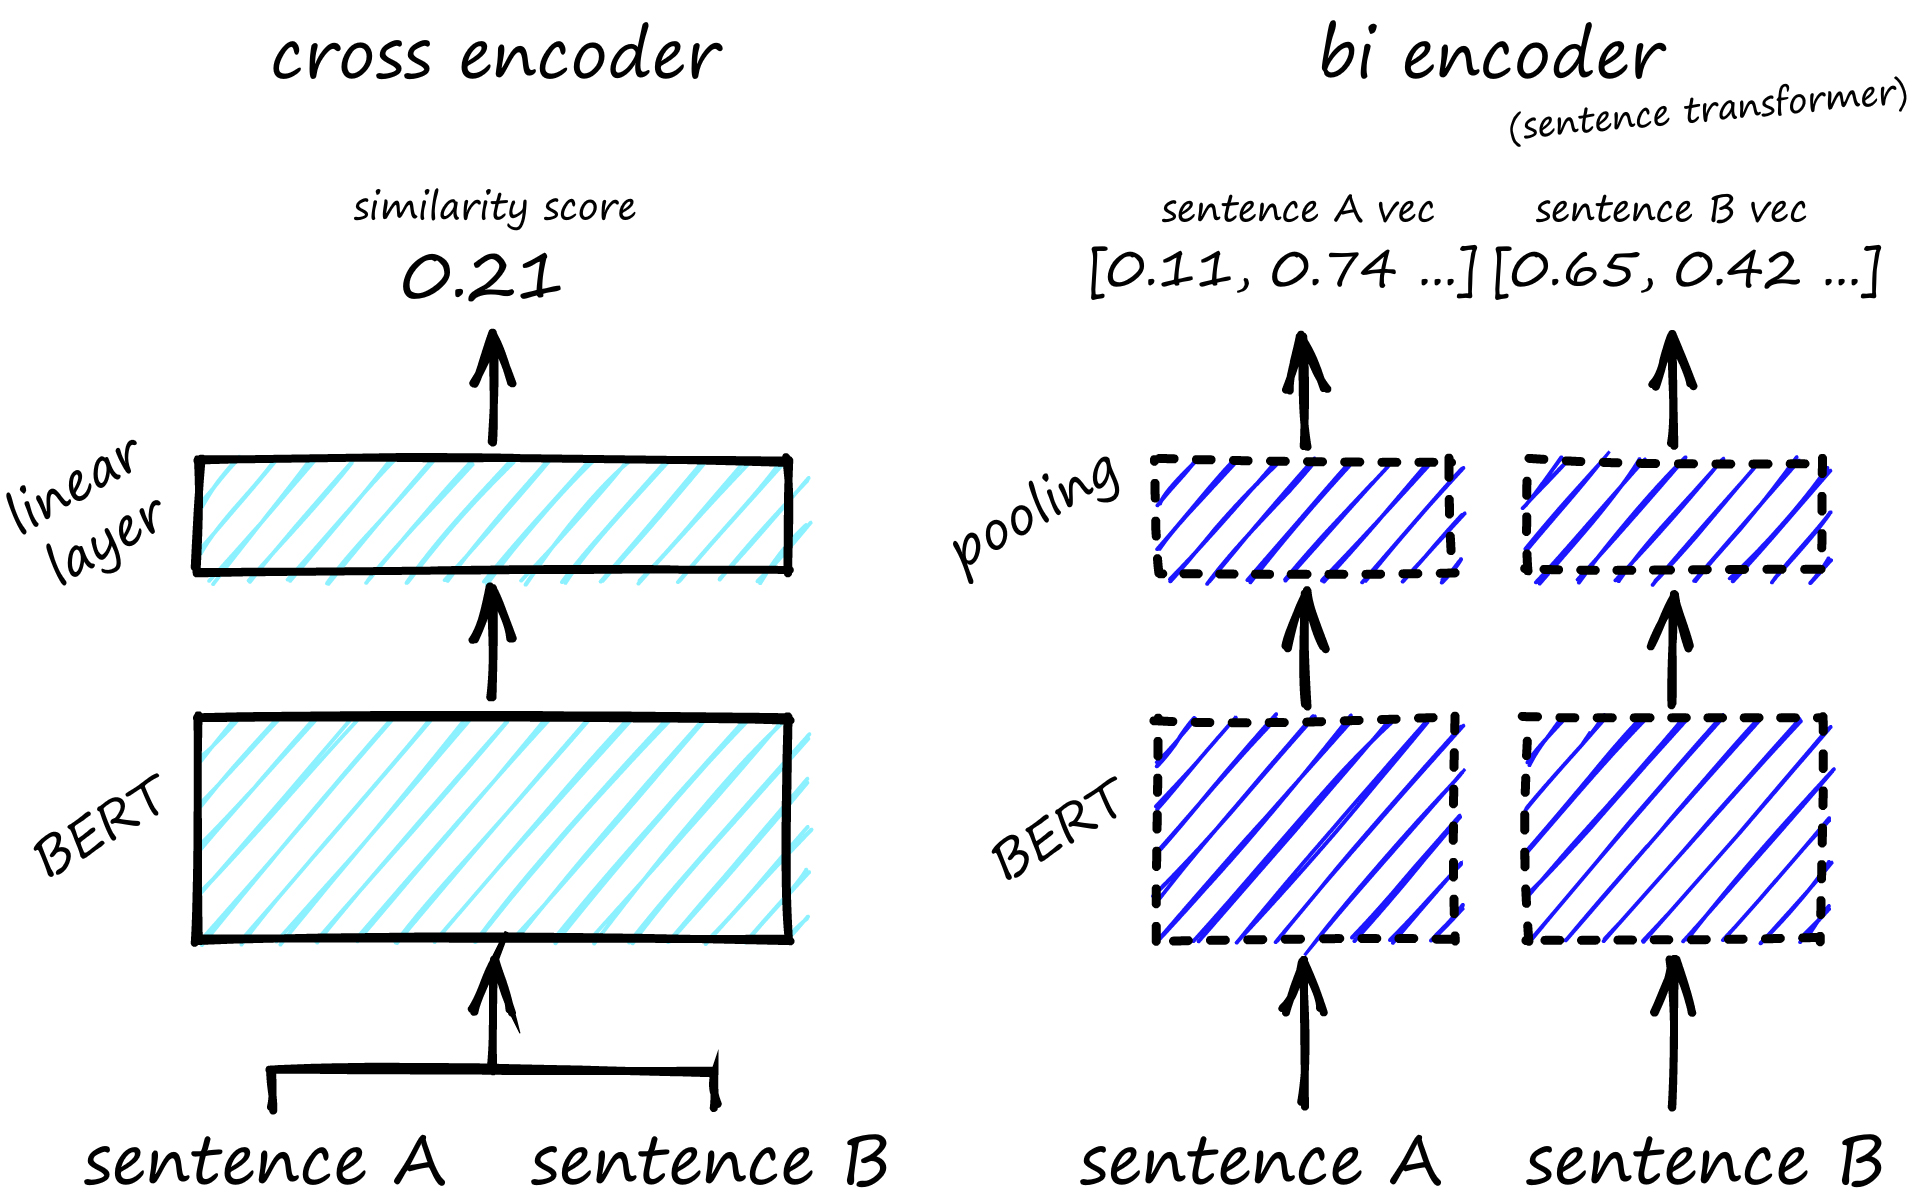 cross encoder
similarity score
0.21
linear
layer
BERT
sentence A
sentence B
bi encoder
(sentence transformer)
sentence A vec
sentence B vec
[0.11, 0.74 ...]
[0.65, 0.42 ...]
pooling
BERT
sentence A
sentence B